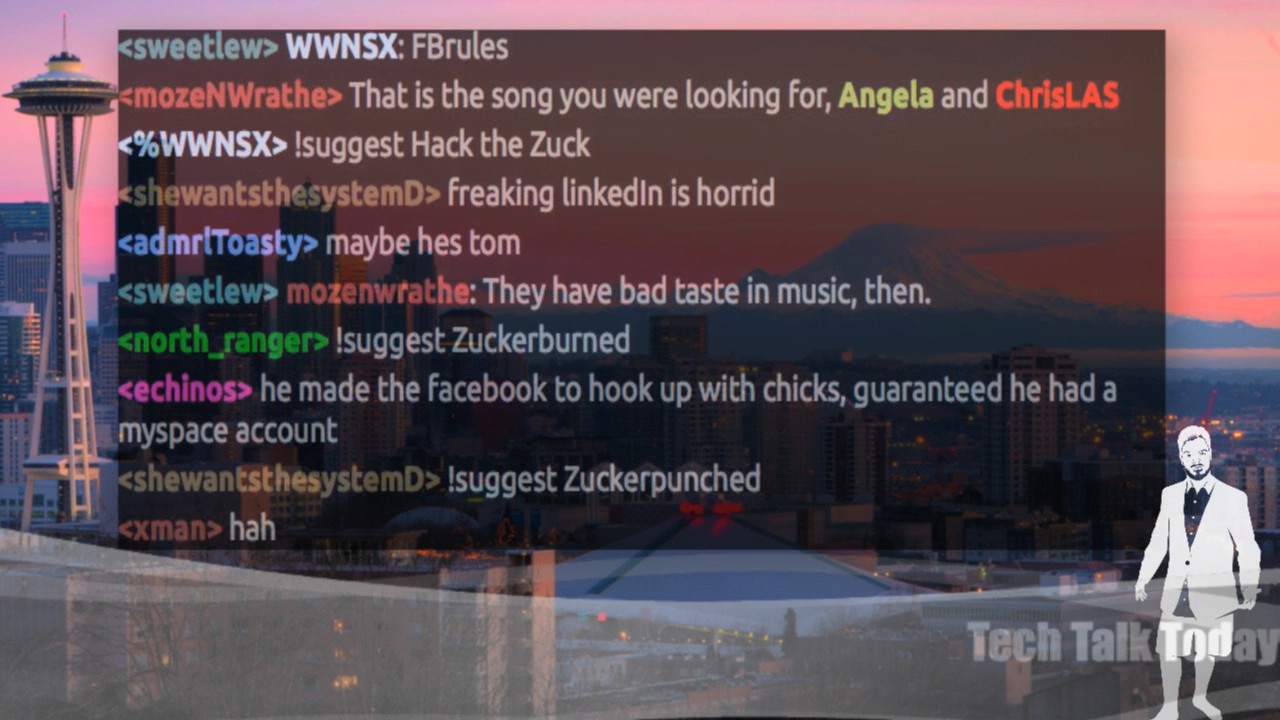 <sweetlew> WWNSX: FBrules
<mozeNWrathe> That is the song you were looking for, Angela and ChrisLAS
<%WWNSX> !suggest Hack the Zuck
<shewantsthesystemD> freaking linkedIn is horrid
<admrlToasty> maybe hes tom
<sweetlew> mozenwrathe: They have bad taste in music, then.
<north_ranger> !suggest Zuckerburned
<echinos> he made the facebook to hook up with chicks, guaranteed he had a
myspace account
<shewantsthesystemD> !suggest Zuckerpunched
<xman> hah
Tech Talk Today